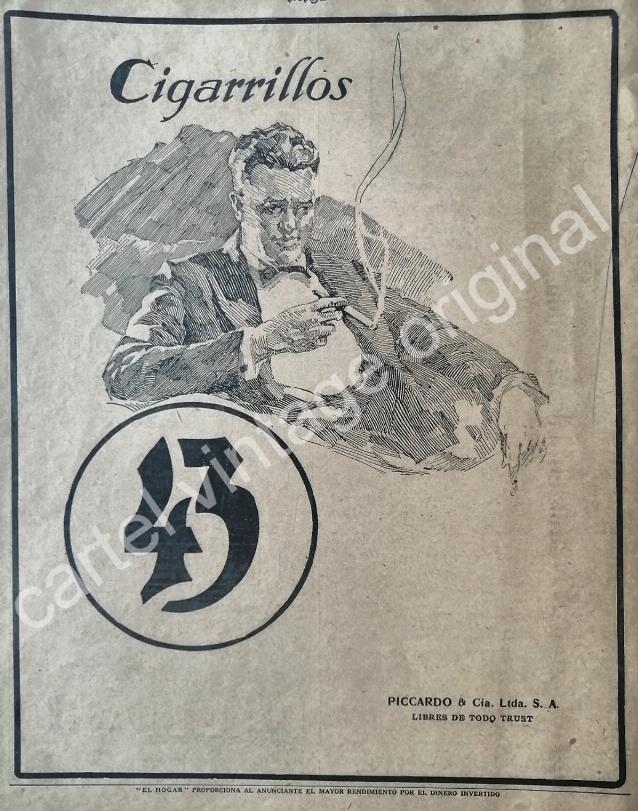 Cigarrillos
43
PICCARDO & Cia. Ltda. S. A.
LIBRES DE TODO TRUST
"EL HOGAR" PROPORCIONA AL ANUNCIANTE EL MAYOR RENDIMIENTO POR EL DINERO INVERTIDO
cartel vintage original